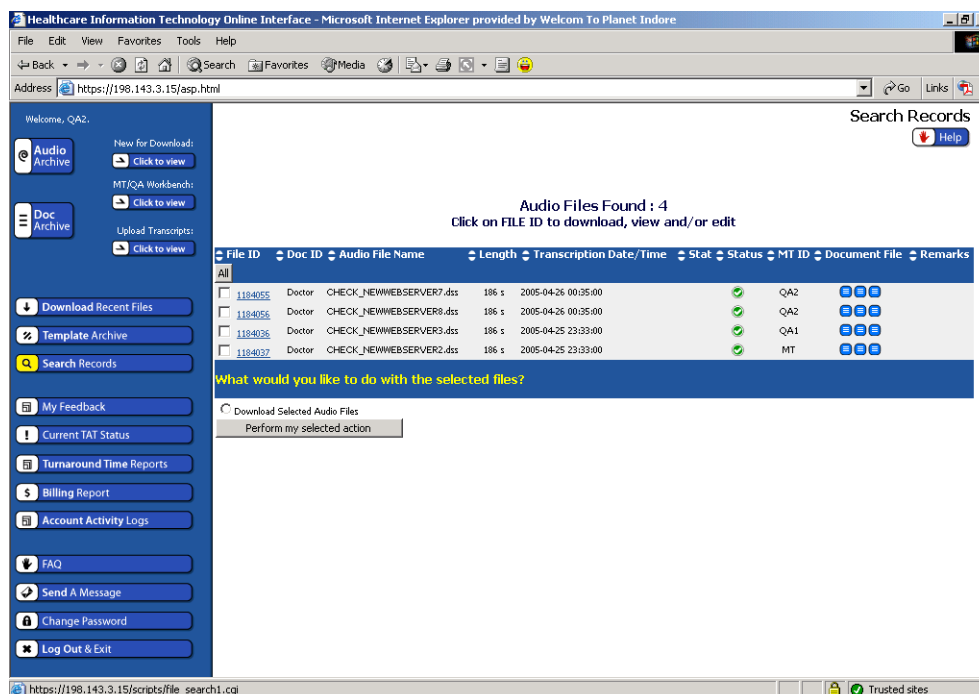 Healthcare Information Technology Online Interface - Microsoft Internet Explorer provided by Welcom To Planet Indore
File Edit View Favorites Tools Help
Back Search Favorites Media
Address https://198.143.3.15/asp.html Go Links
Welcome, QA2.
Search Records
Help
Audio Archive
New for Download:
Click to view
MT/QA Workbench:
Click to view
Doc Archive
Upload Transcripts:
Click to view
Audio Files Found : 4
Click on FILE ID to download, view and/or edit
File ID Doc ID Audio File Name Length Transcription Date/Time Stat Status MT ID Document File Remarks
All
1184055 Doctor CHECK_NEWWEBSERVER7.dss 186 s 2005-04-26 00:35:00 QA2
1184056 Doctor CHECK_NEWWEBSERVER8.dss 186 s 2005-04-26 00:35:00 QA2
1184036 Doctor CHECK_NEWWEBSERVER3.dss 186 s 2005-04-25 23:33:00 QA1
1184037 Doctor CHECK_NEWWEBSERVER2.dss 186 s 2005-04-25 23:33:00 MT
What would you like to do with the selected files?
Download Selected Audio Files
Perform my selected action
Download Recent Files
Template Archive
Search Records
My Feedback
Current TAT Status
Turnaround Time Reports
Billing Report
Account Activity Logs
FAQ
Send A Message
Change Password
Log Out & Exit
https://198.143.3.15/scripts/file_search1.cgi Trusted sites